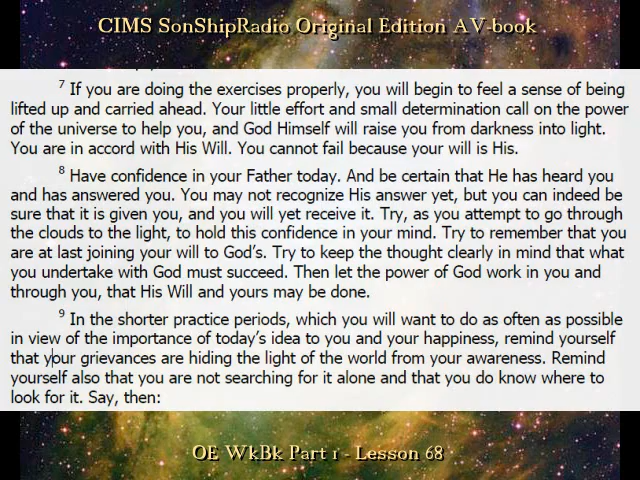 CIMS SonShipRadio Original Edition AV-book
7 If you are doing the exercises properly, you will begin to feel a sense of being
lifted up and carried ahead. Your little effort and small determination call on the power
of the universe to help you, and God Himself will raise you from darkness into light.
You are in accord with His Will. You cannot fail because your will is His.
8 Have confidence in your Father today. And be certain that He has heard you
and has answered you. You may not recognize His answer yet, but you can indeed be
sure that it is given you, and you will yet receive it. Try, as you attempt to go through
the clouds to the light, to hold this confidence in your mind. Try to remember that you
are at last joining your will to God's. Try to keep the thought clearly in mind that what
you undertake with God must succeed. Then let the power of God work in you and
through you, that His Will and yours may be done.
9 In the shorter practice periods, which you will want to do as often as possible
in view of the importance of today's idea to you and your happiness, remind yourself
that your grievances are hiding the light of the world from your awareness. Remind
yourself also that you are not searching for it alone and that you do know where to
look for it. Say, then:
OE WkBk Part 1 - Lesson 68